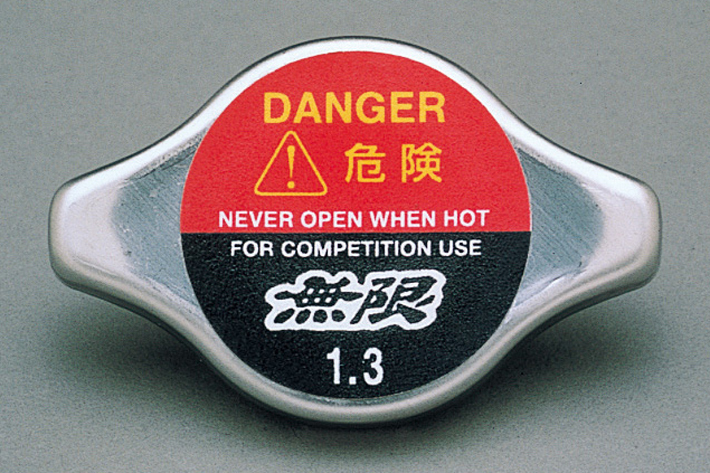 DANGER
危険
NEVER OPEN WHEN HOT
FOR COMPETITION USE
無限
1.3